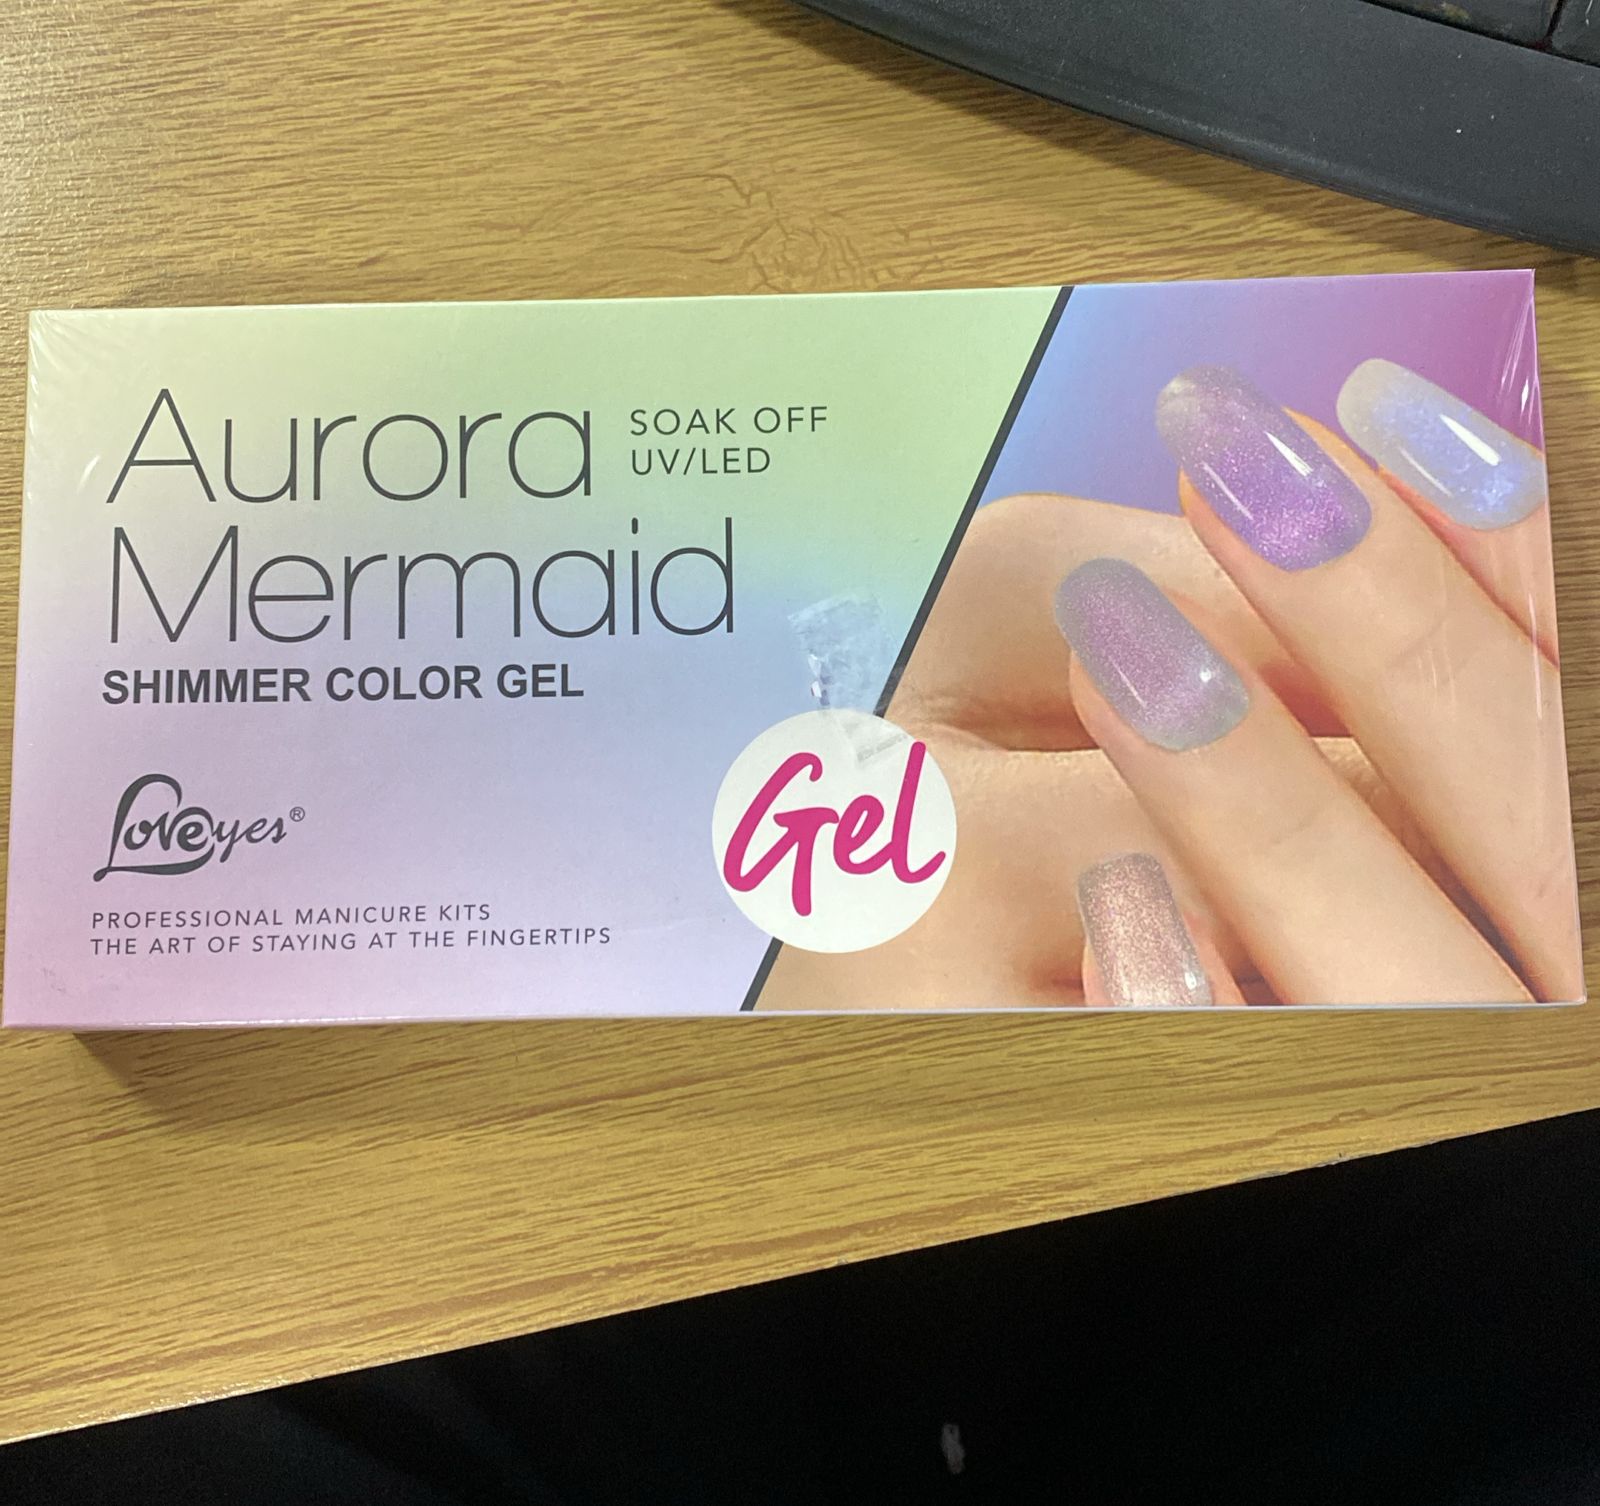 Aurora
SOAK OFF
UV/LED
Mermaid
SHIMMER COLOR GEL
Loveeyes®
PROFESSIONAL MANICURE KITS
THE ART OF STAYING AT THE FINGERTIPS
Gel